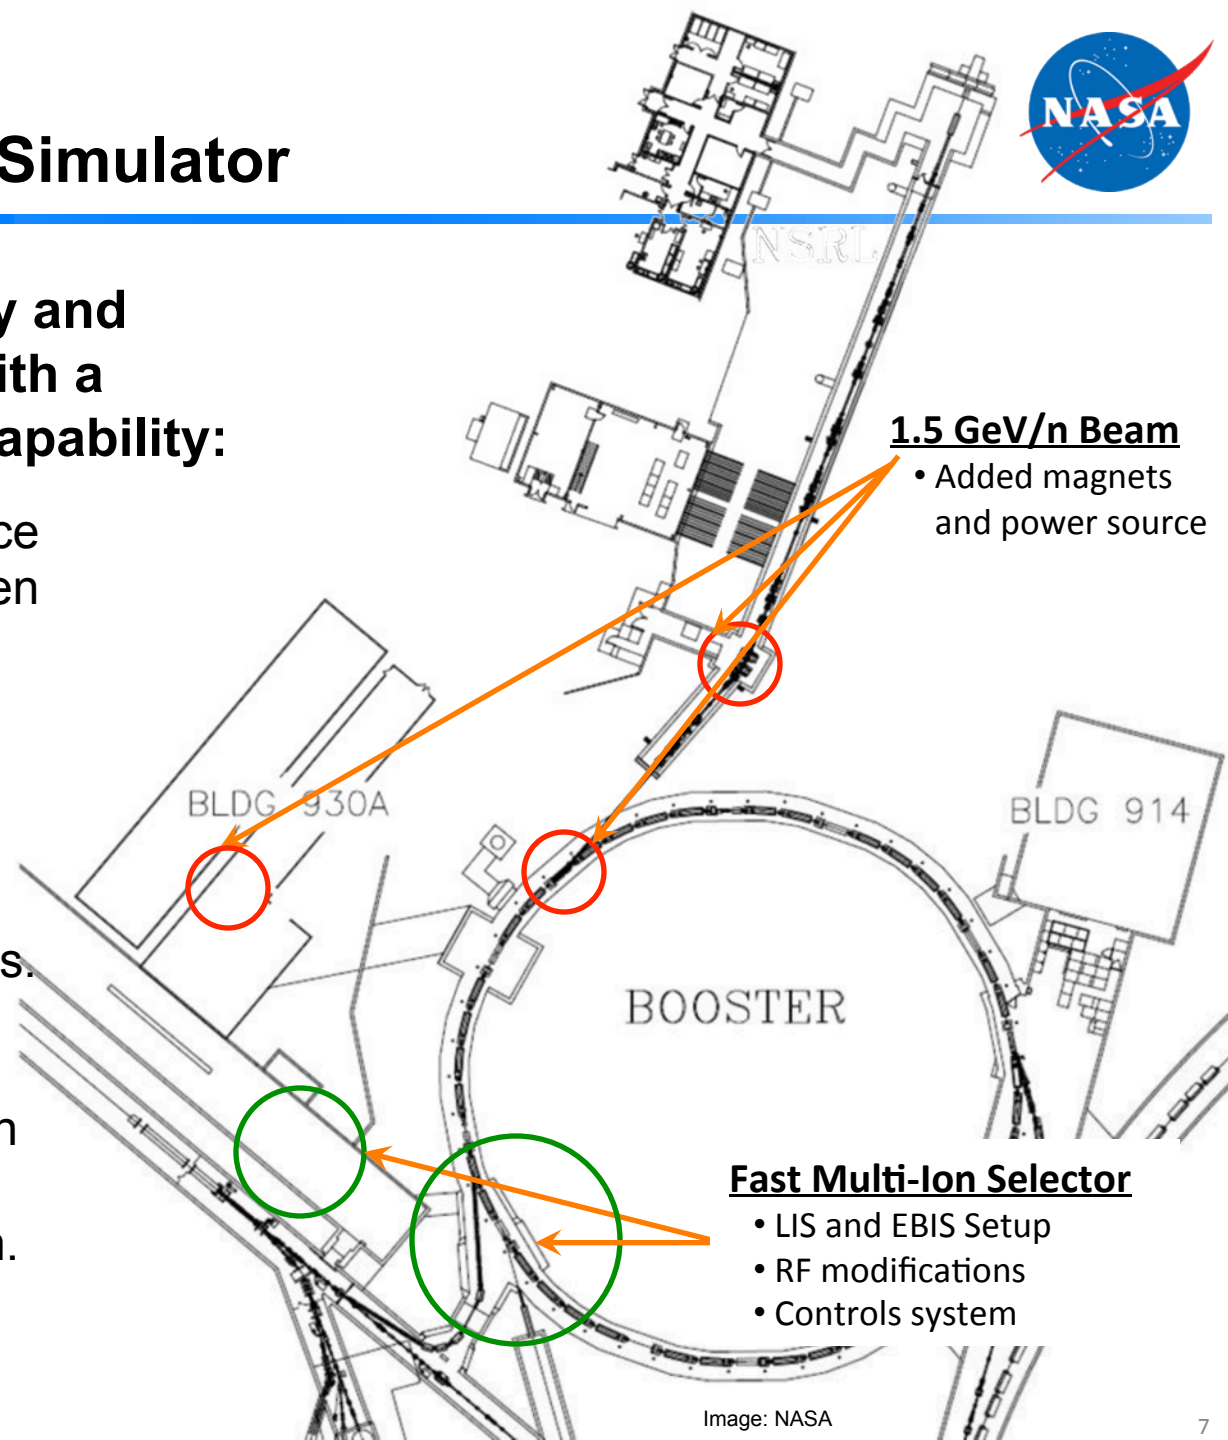 NASA
Simulator
NSRL
y and
ith a
apability:
1.5 GeV/n Beam
• Added magnets
and power source
ce
en
BLDG 930A
BLDG 914
s.
BOOSTER
n
Fast Multi-Ion Selector
• LIS and EBIS Setup
• RF modifications
• Controls system
n.
Image: NASA
7